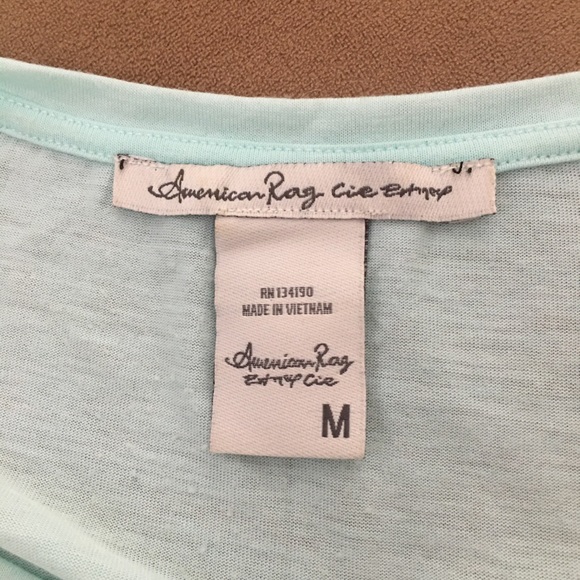 American Rag Cie
RN 134190
MADE IN VIETNAM
American Rag
Cie
M